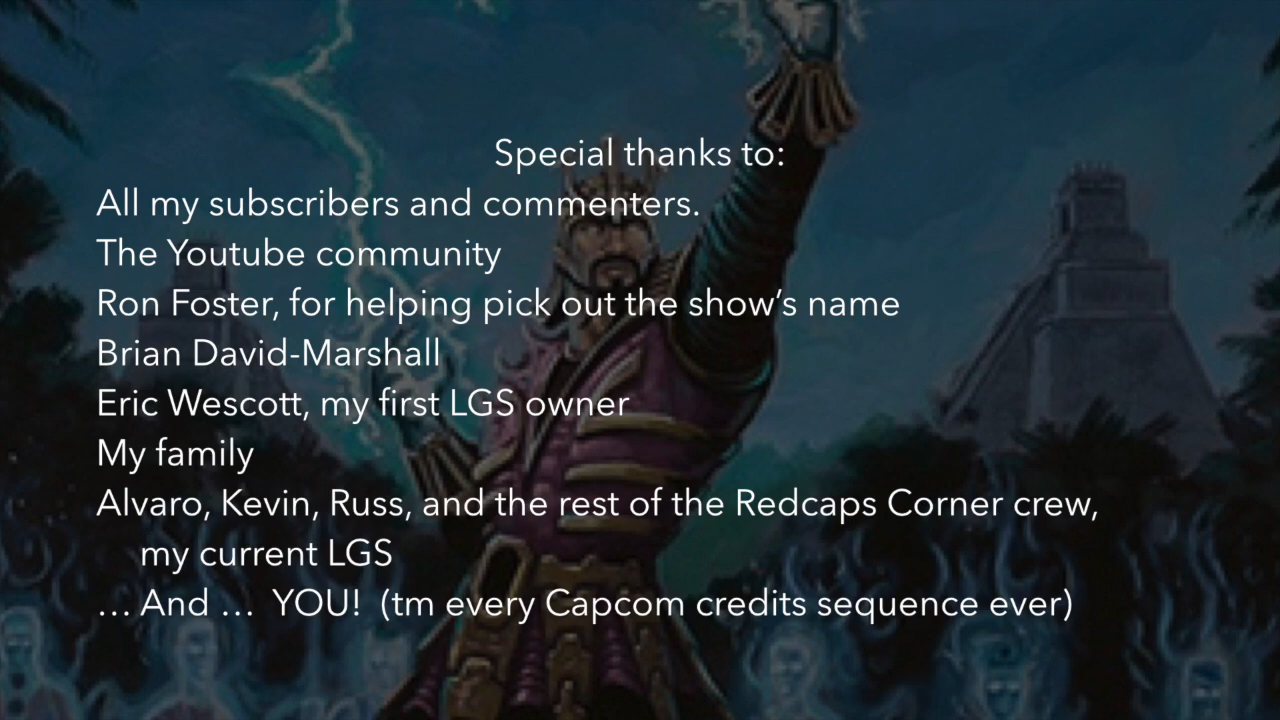 Special thanks to:
All my subscribers and commenters.
The Youtube community
Ron Foster, for helping pick out the show’s name
Brian David-Marshall
Eric Wescott, my first LGS owner
My family
Alvaro, Kevin, Russ, and the rest of the Redcaps Corner crew,
my current LGS
… And …  YOU!  (tm every Capcom credits sequence ever)